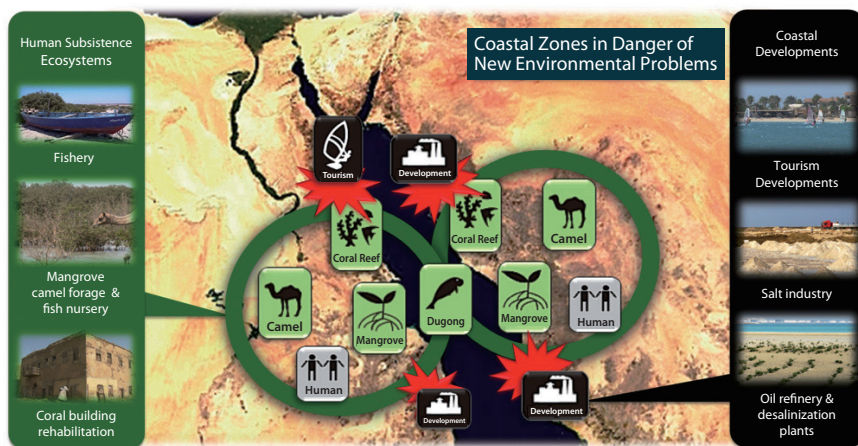 Human Subsistence
Ecosystems
Fishery
Mangrove
camel forage &
fish nursery
Coral building
rehabilitation
Coastal Zones in Danger of
New Environmental Problems
Tourism
Development
Coral Reef
Coral Reef
Camel
Camel
Mangrove
Dugong
Mangrove
Human
Human
Development
Development
Coastal
Developments
Tourism
Developments
Salt industry
Oil refinery &
desalinization
plants